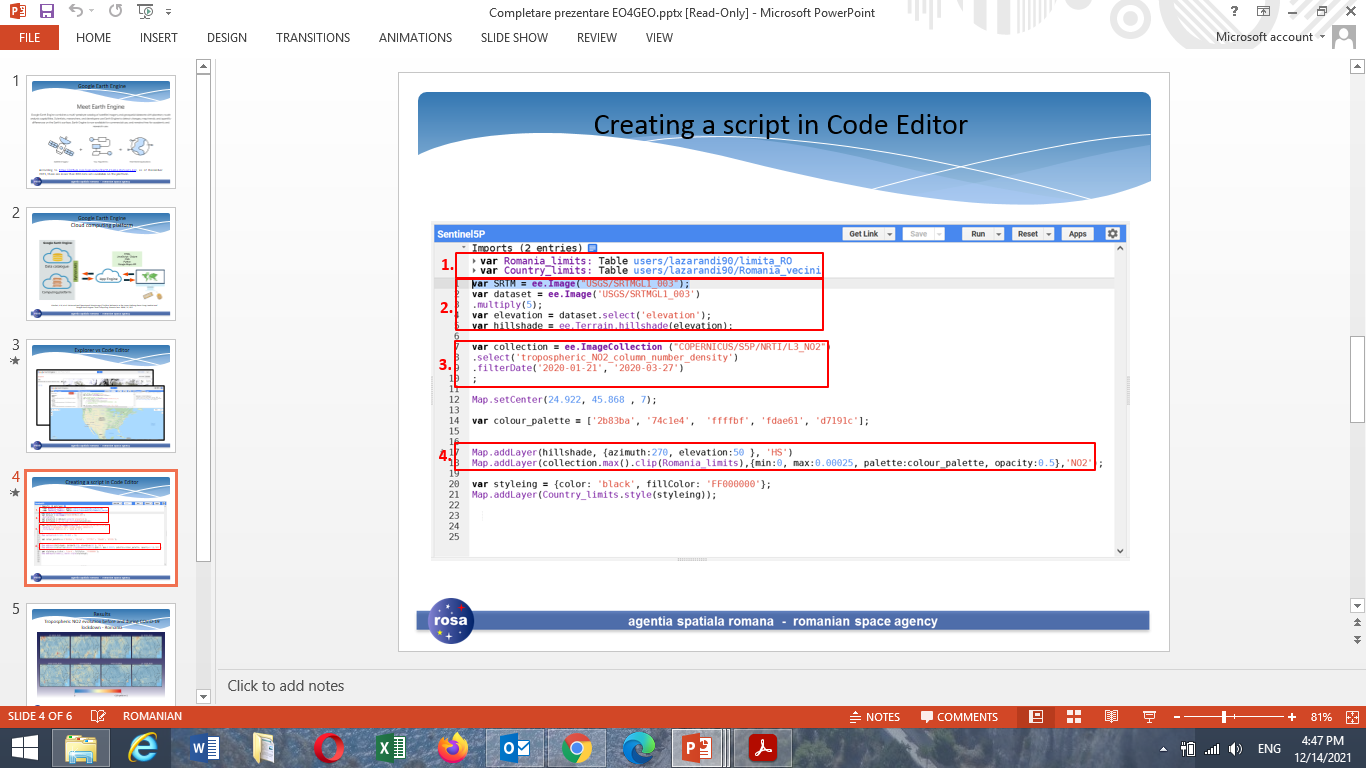 Completare prezentare EO4GEO.pptx [Read-Only] - Microsoft PowerPoint
FILE HOME INSERT DESIGN TRANSITIONS ANIMATIONS SLIDE SHOW REVIEW VIEW Microsoft account
1
Google Earth Engine
Meet Earth Engine
2
Google Earth Engine
Cloud computing platform
3
Explorer vs Code Editor
4
Creating a script in Code Editor
5
Results
Creating a script in Code Editor
Sentinel5P Get Link Save Run Reset Apps
Imports (2 entries)
1. var Romania_limits: Table users/lazarandi90/limita_RO
var Country_limits: Table users/lazarandi90/Romania_vecini
1 var SRTM = ee.Image("USGS/SRTMGL1_003");
2 var dataset = ee.Image('USGS/SRTMGL1_003')
2. .multiply(5);
4 var elevation = dataset.select('elevation');
5 var hillshade = ee.Terrain.hillshade(elevation);
6
7 var collection = ee.ImageCollection ("COPERNICUS/S5P/NRTI/L3_NO2")
8 .select('tropospheric_NO2_column_number_density')
3. 9 .filterDate('2020-01-21', '2020-03-27')
10 ;
11
12 Map.setCenter(24.922, 45.868 , 7);
13
14 var colour_palette = ['2b83ba', '74c1e4', 'ffffbf', 'fdae61', 'd7191c'];
15
16
4. 17 Map.addLayer(hillshade, {azimuth:270, elevation:50 }, 'HS')
18 Map.addLayer(collection.max().clip(Romania_limits),{min:0, max:0.00025, palette:colour_palette, opacity:0.5},'NO2');
19
20 var styleing = {color: 'black', fillColor: 'FF000000'};
21 Map.addLayer(Country_limits.style(styleing));
22
23
24
25
rosa agentia spatiala romana - romanian space agency
Click to add notes
SLIDE 4 OF 6 ROMANIAN NOTES COMMENTS 81%
ENG 4:47 PM
12/14/2021